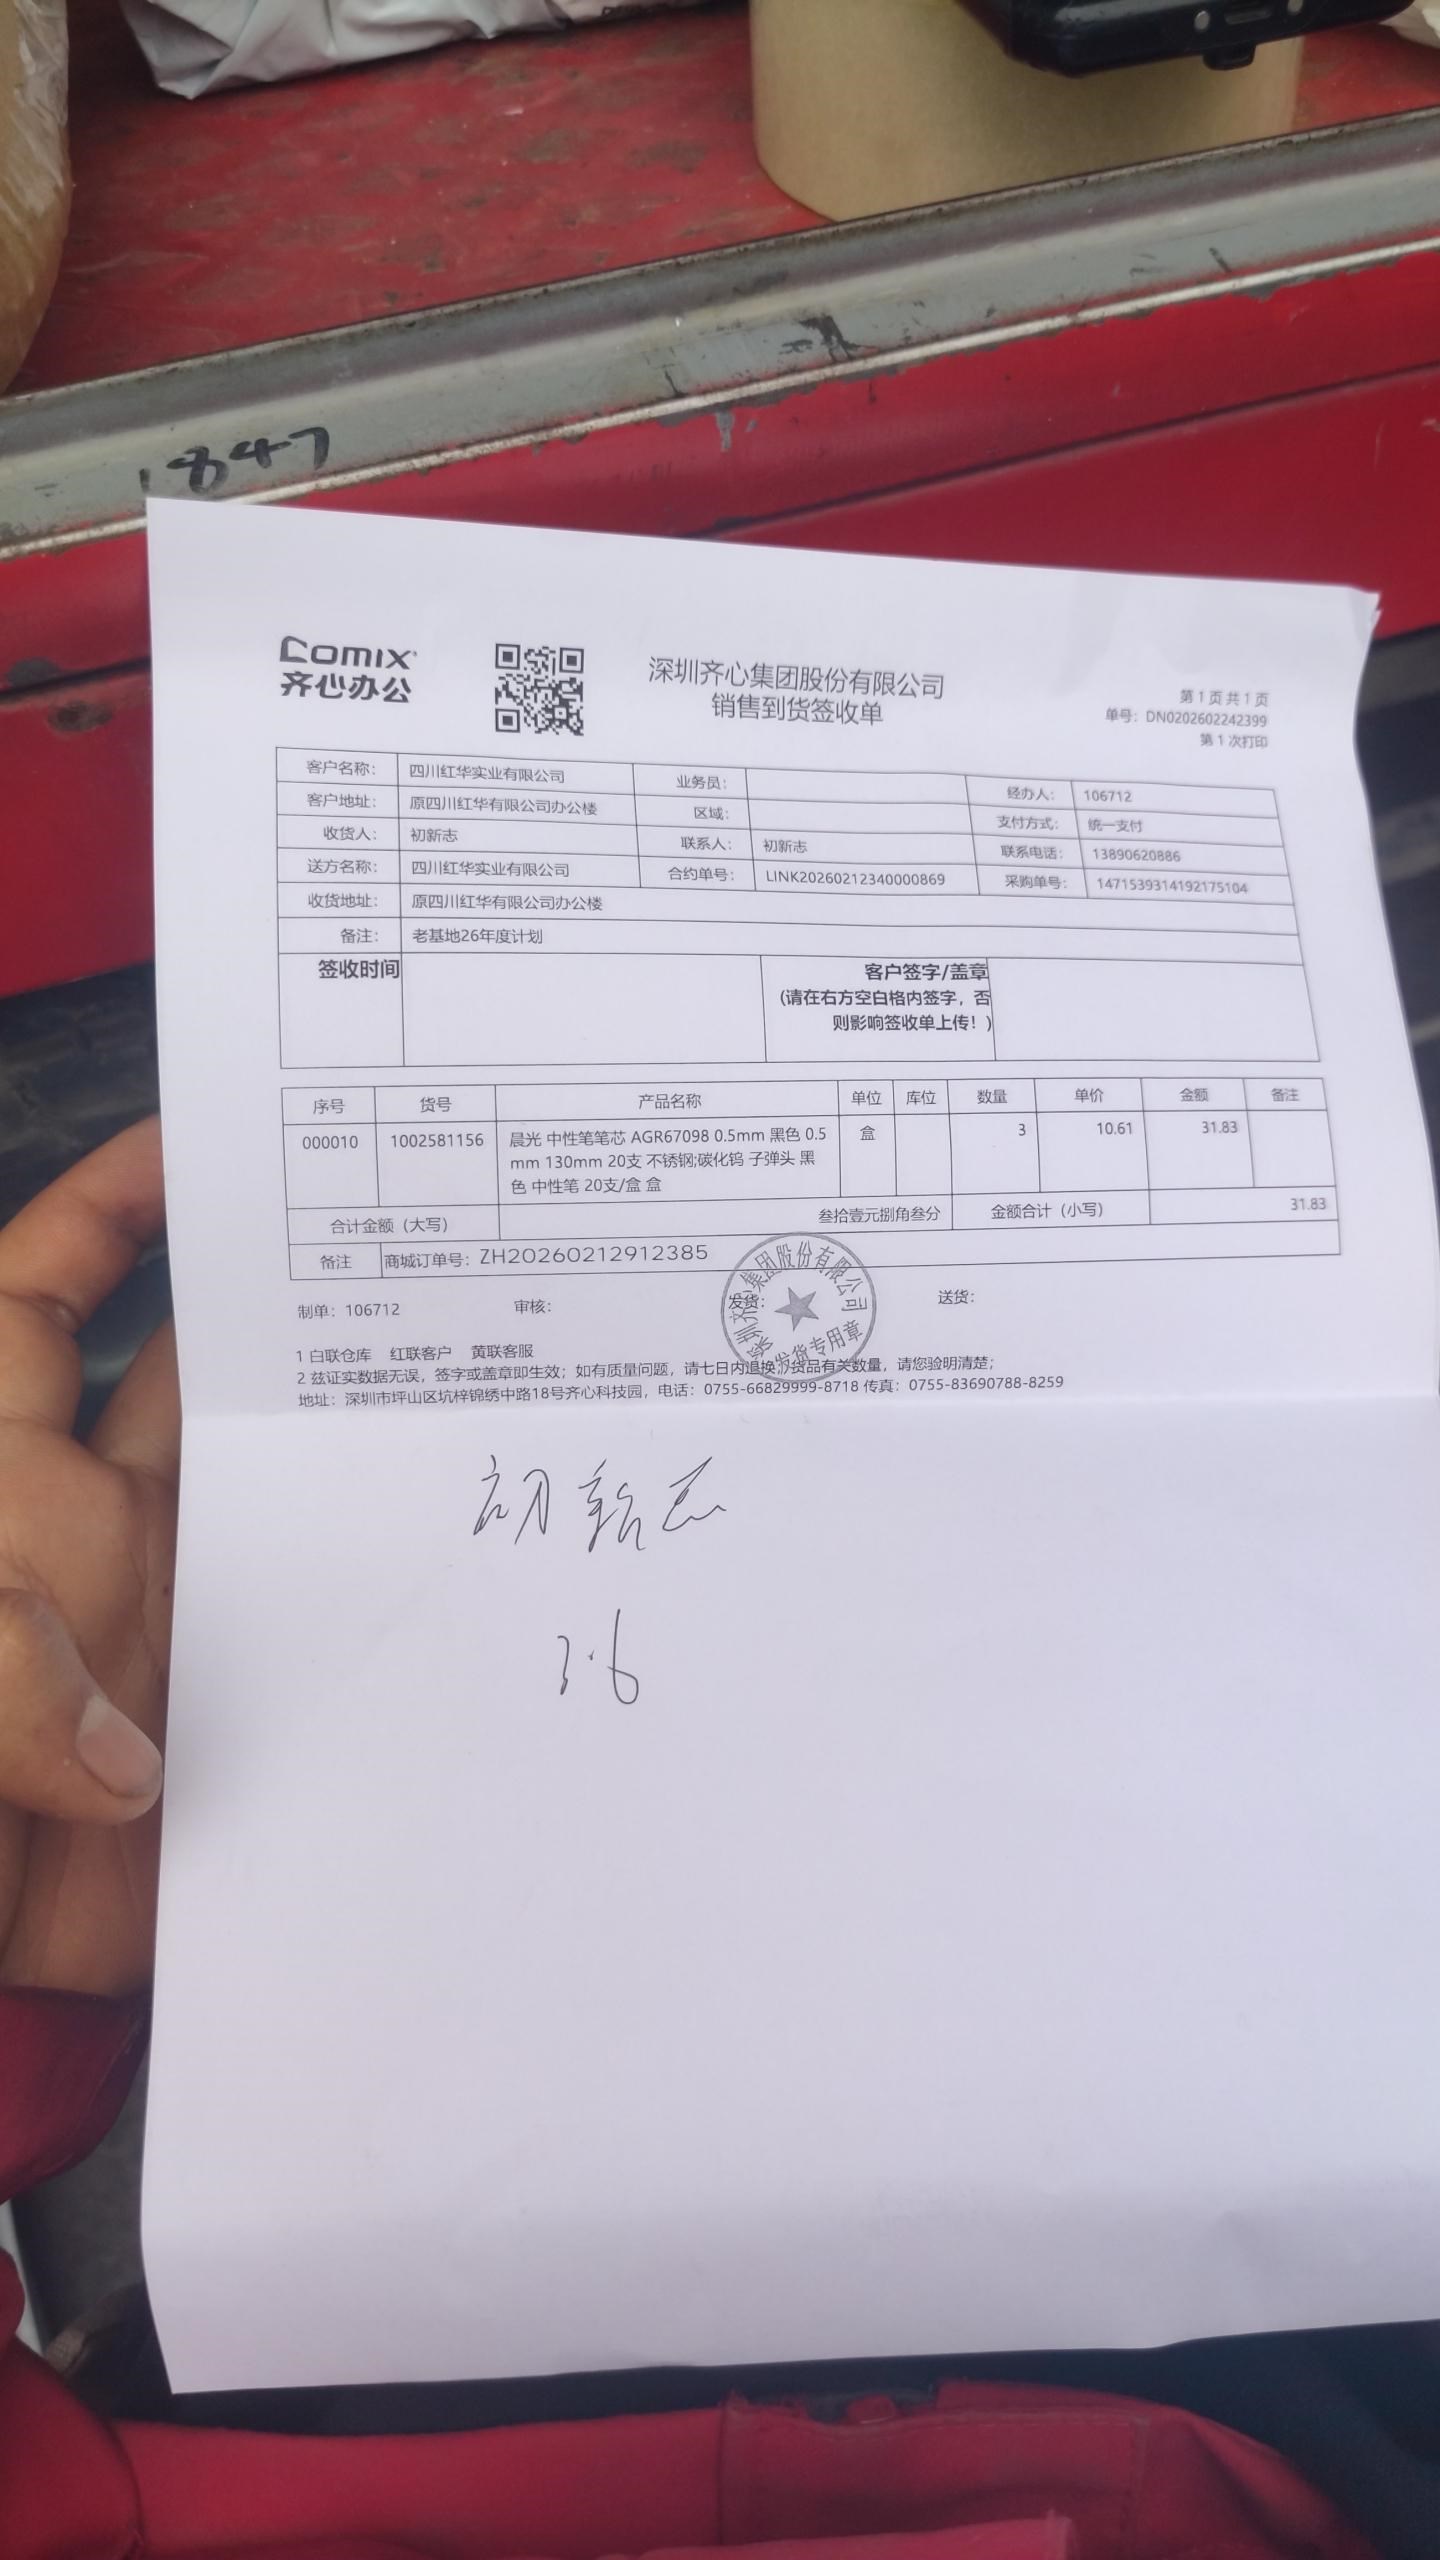 1847
Comix
齐心办公
深圳齐心集团股份有限公司
销售到货签收单
第 1 页 共 1 页
单号：DN0202602242399
第 1 次打印
客户名称： 四川红华实业有限公司 业务员： 经办人： 106712
客户地址： 原四川红华有限公司办公楼 区域： 支付方式： 统一支付
收货人： 初新志 联系人： 初新志 联系电话： 13890620886
送方名称： 四川红华实业有限公司 合约单号： LINK20260212340000869 采购单号： 1471539314192175104
收货地址： 原四川红华有限公司办公楼
备注： 老基地26年度计划
签收时间 客户签字/盖章
(请在右方空白格内签字，否
则影响签收单上传！)
序号 货号 产品名称 单位 库位 数量 单价 金额 备注
000010 1002581156 晨光 中性笔笔芯 AGR67098 0.5mm 黑色 0.5 盒 3 10.61 31.83
mm 130mm 20支 不锈钢;碳化钨 子弹头 黑
色 中性笔 20支/盒 盒
合计金额（大写） 叁拾壹元捌角叁分 金额合计（小写） 31.83
备注 商城订单号：ZH20260212912385
制单：106712 审核： 发货： 送货：
深圳齐心集团股份有限公司
发货专用章
1 白联仓库 红联客户 黄联客服
2 兹证实数据无误，签字或盖章即生效；如有质量问题，请七日内退换，货品有关数量，请您验明清楚；
地址：深圳市坪山区坑梓锦绣中路18号齐心科技园，电话：0755-66829999-8718 传真：0755-83690788-8259
初新志
3.6